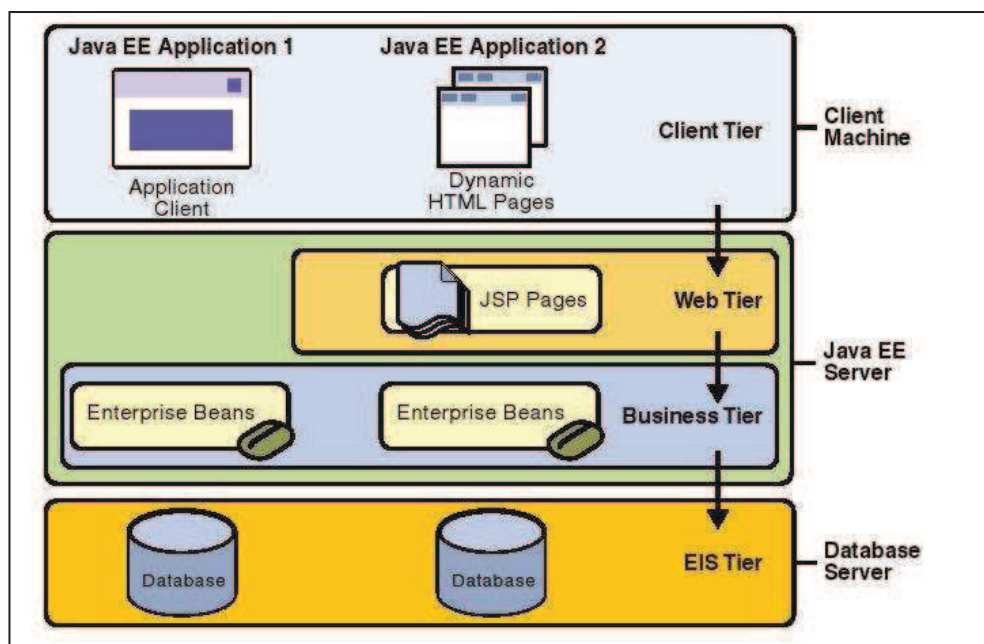 Java EE Application 1
Java EE Application 2
Application
Client
Dynamic
HTML Pages
Client Tier
Client
Machine
JSP Pages
Web Tier
Java EE
Server
Enterprise Beans
Enterprise Beans
Business Tier
Database
Database
EIS Tier
Database
Server